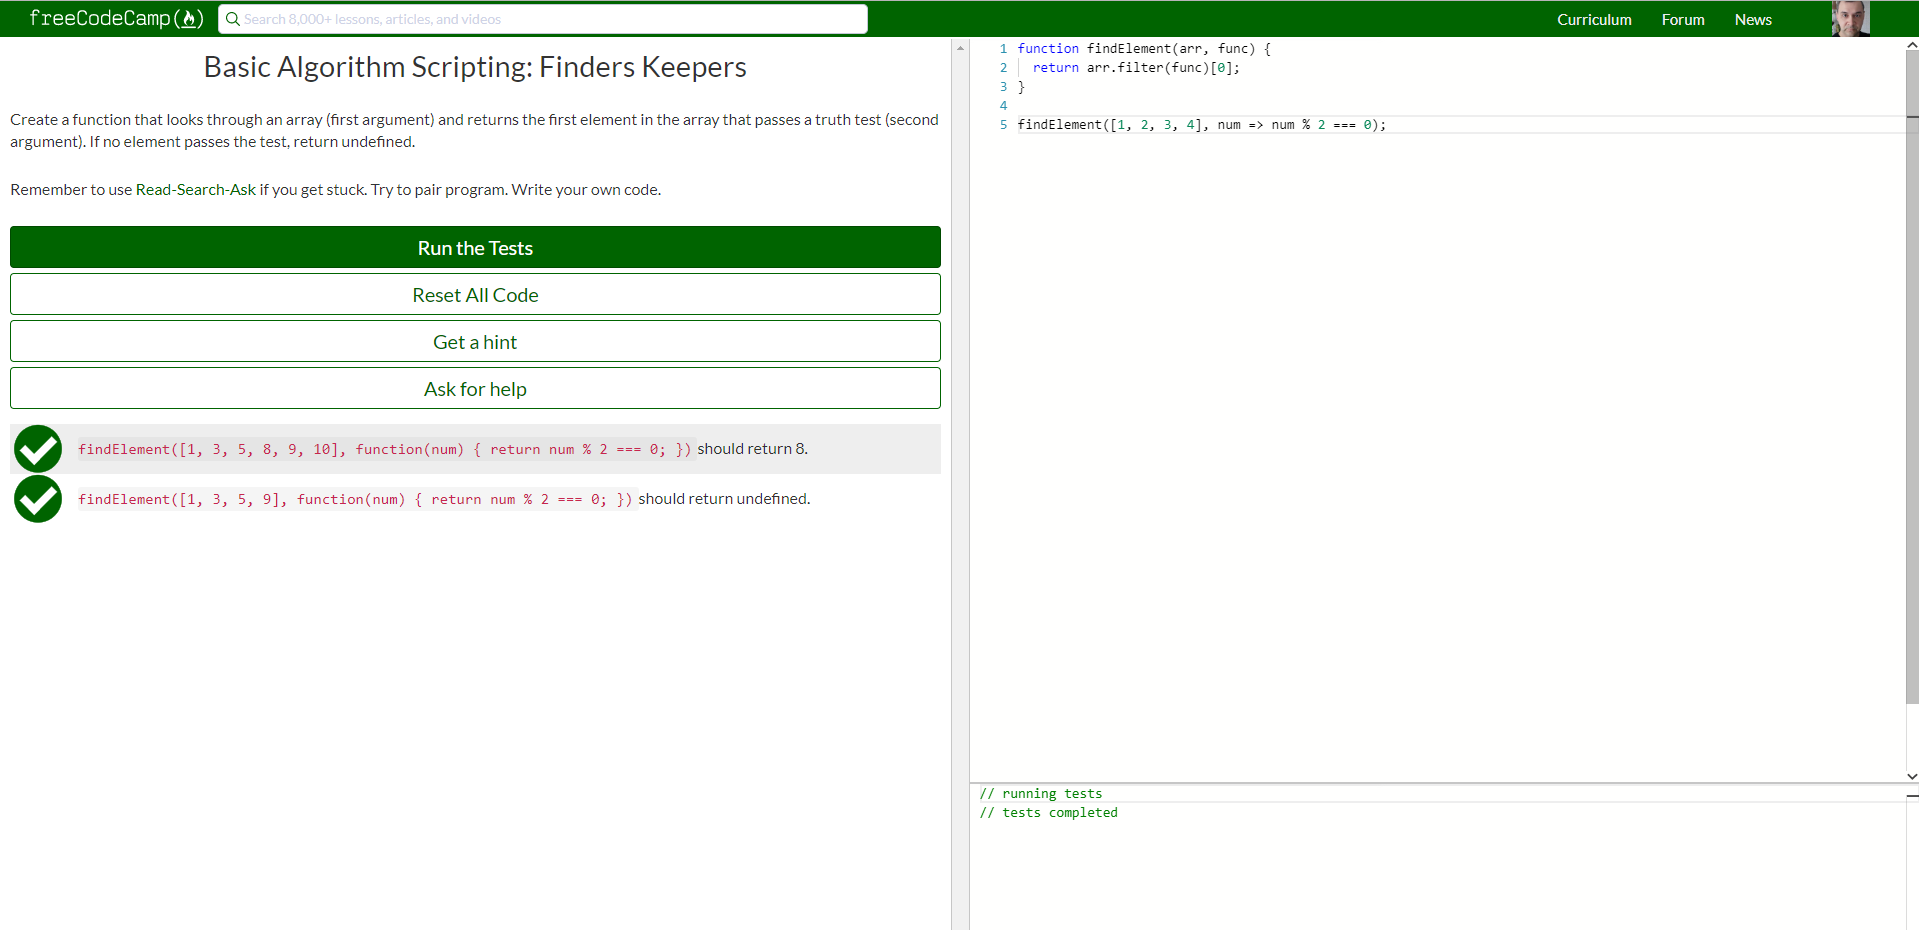 freeCodeCamp
Search 8,000+ lessons, articles, and videos
Curriculum
Forum
News
Basic Algorithm Scripting: Finders Keepers
Create a function that looks through an array (first argument) and returns the first element in the array that passes a truth test (second
argument). If no element passes the test, return undefined.
Remember to use Read-Search-Ask if you get stuck. Try to pair program. Write your own code.
Run the Tests
Reset All Code
Get a hint
Ask for help
findElement([1, 3, 5, 8, 9, 10], function(num) { return num % 2 === 0; }) should return 8.
findElement([1, 3, 5, 9], function(num) { return num % 2 === 0; }) should return undefined.
1 function findElement(arr, func) {
2 return arr.filter(func)[0];
3 }
4
5 findElement([1, 2, 3, 4], num => num % 2 === 0);
// running tests
// tests completed